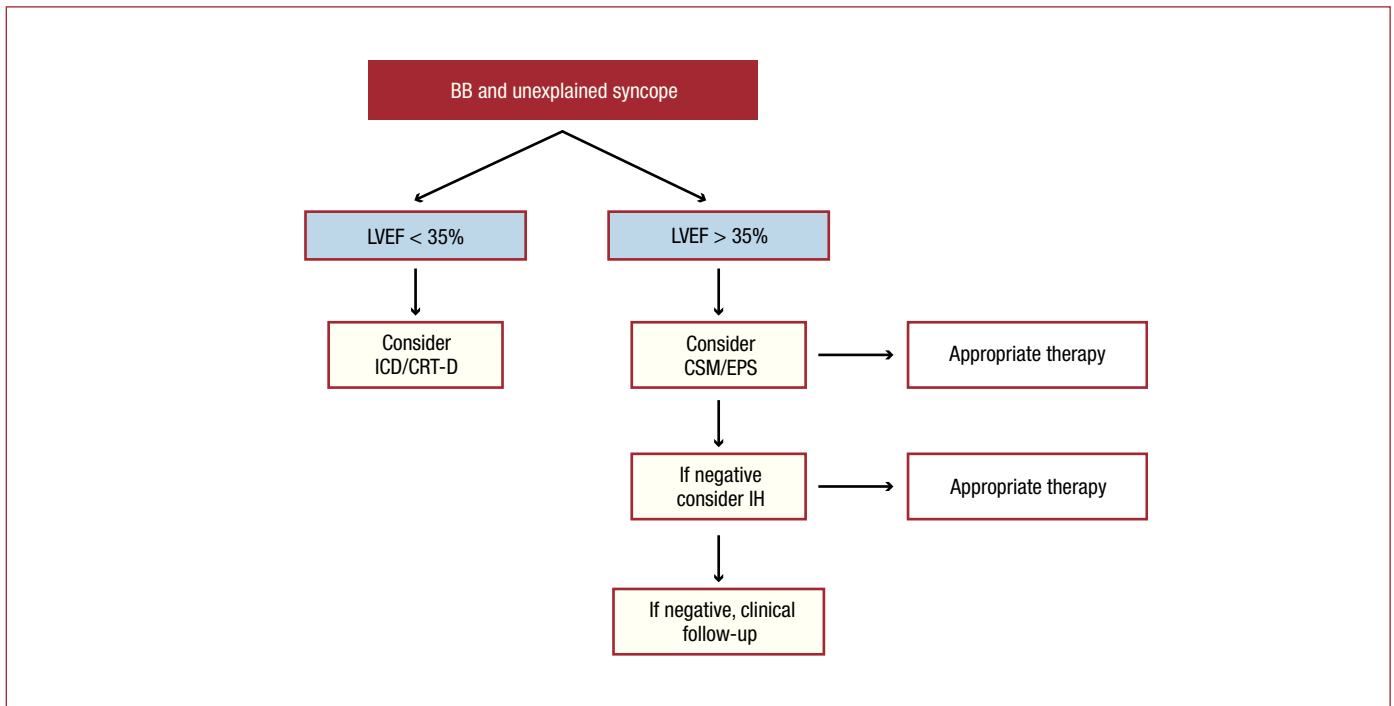 BB and unexplained syncope
LVEF < 35%
LVEF > 35%
Consider
ICD/CRT-D
Consider
CSM/EPS
Appropriate therapy
If negative
consider IH
Appropriate therapy
If negative, clinical
follow-up